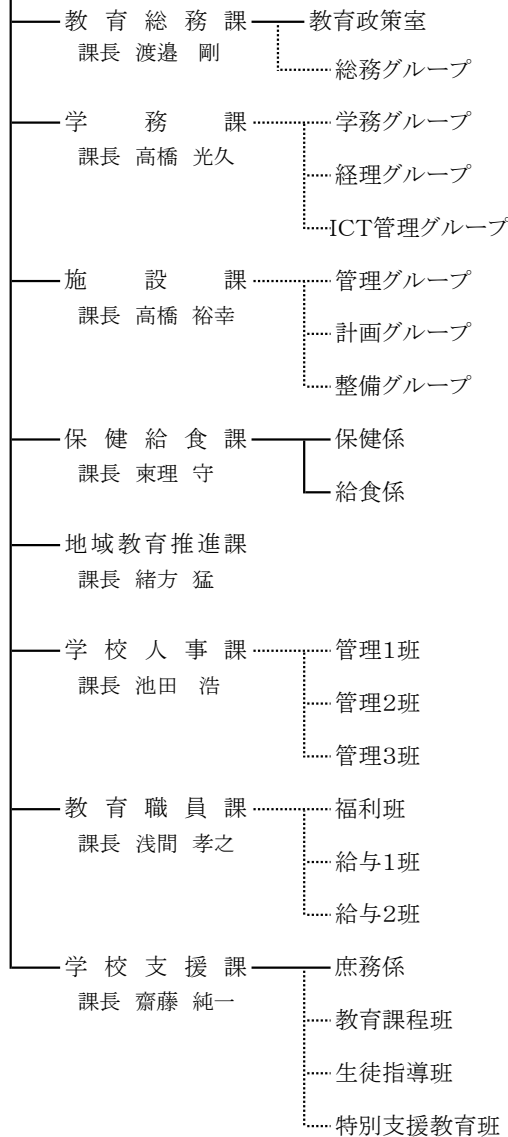 教育総務課 教育政策室
課長 渡邉 剛
総務グループ
学務課 学務グループ
課長 高橋 光久
経理グループ
ICT管理グループ
施設課 管理グループ
課長 高橋 裕幸
計画グループ
整備グループ
保健給食課 保健係
課長 東理 守
給食係
地域教育推進課
課長 緒方 猛
学校人事課 管理1班
課長 池田 浩
管理2班
管理3班
教育職員課 福利班
課長 浅間 孝之
給与1班
給与2班
学校支援課 庶務係
課長 齋藤 純一
教育課程班
生徒指導班
特別支援教育班